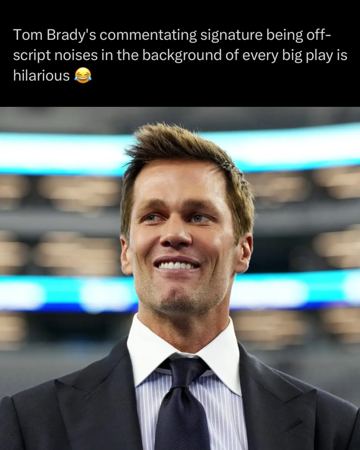 Tom Brady's commentating signature being off-
script noises in the background of every big play is
hilarious 😂